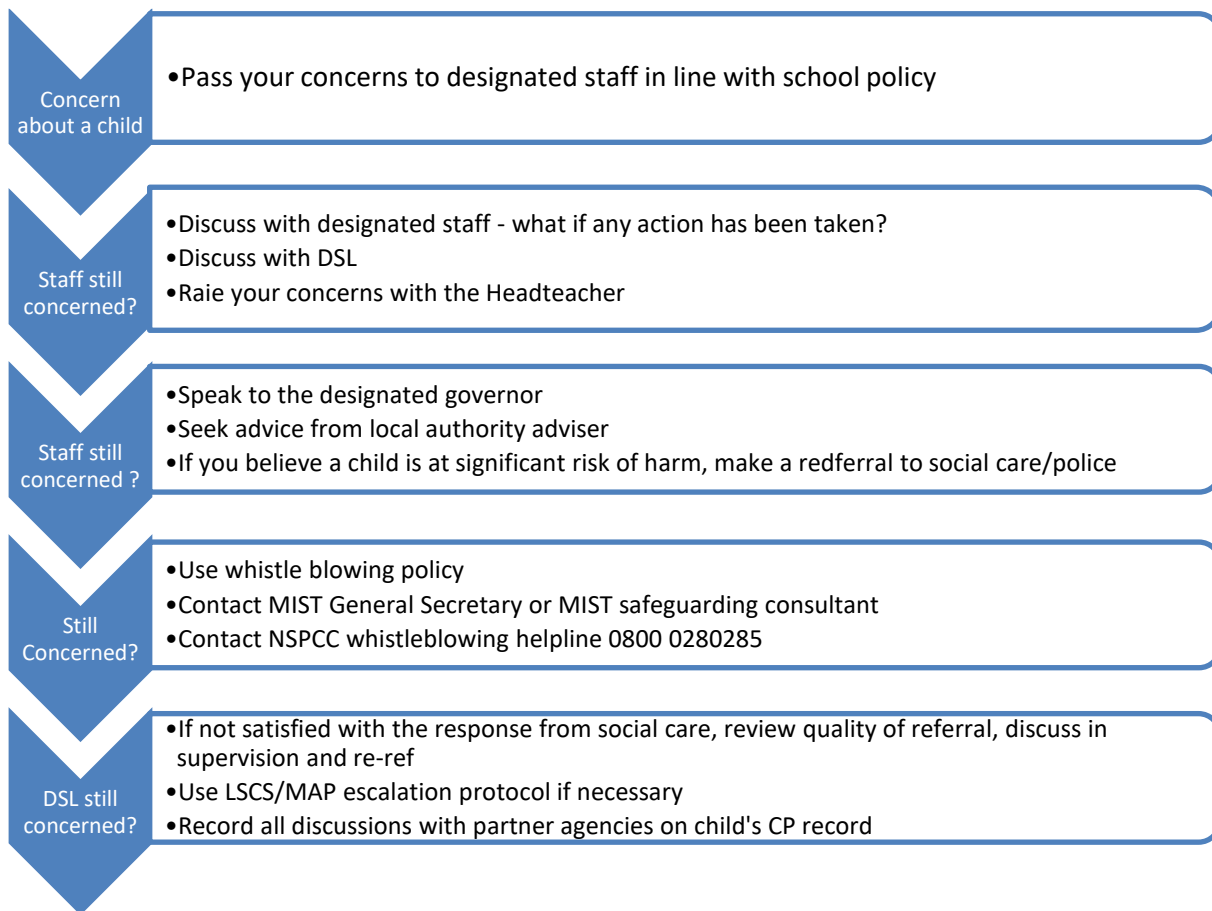 Concern
about a child
•Pass your concerns to designated staff in line with school policy
Staff still
concerned?
•Discuss with designated staff - what if any action has been taken?
•Discuss with DSL
•Raie your concerns with the Headteacher
Staff still
concerned ?
•Speak to the designated governor
•Seek advice from local authority adviser
•If you believe a child is at significant risk of harm, make a redferral to social care/police
Still
Concerned?
•Use whistle blowing policy
•Contact MIST General Secretary or MIST safeguarding consultant
•Contact NSPCC whistleblowing helpline 0800 0280285
DSL still
concerned?
•If not satisfied with the response from social care, review quality of referral, discuss in
supervision and re-ref
•Use LSCS/MAP escalation protocol if necessary
•Record all discussions with partner agencies on child's CP record